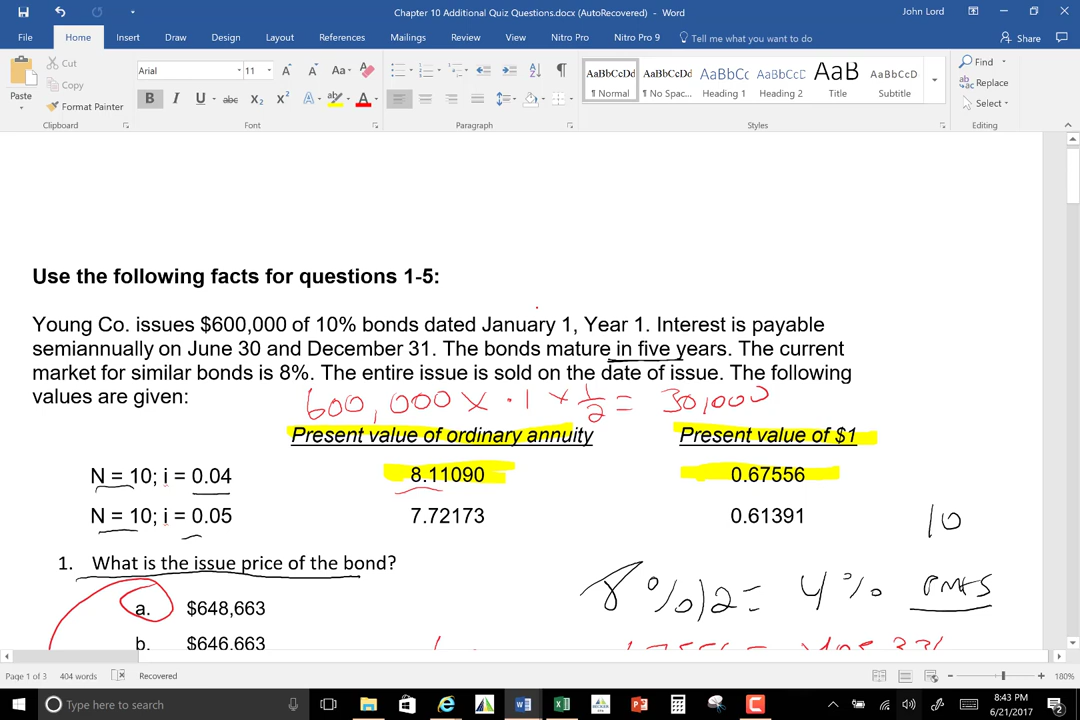 Chapter 10 Additional Quiz Questions.docx (AutoRecovered) - Word
John Lord
File Home Insert Draw Design Layout References Mailings Review View Nitro Pro Nitro Pro 9 Tell me what you want to do Share
Paste
Cut
Copy
Format Painter
Arial 11
AaBbCcDd AaBbCcDd AaBbCc AaBbCcD AaB AaBbCcD
¶ Normal ¶ No Spac... Heading 1 Heading 2 Title Subtitle
Find
Replace
Select
Clipboard Font Paragraph Styles Editing
Use the following facts for questions 1-5:
Young Co. issues $600,000 of 10% bonds dated January 1, Year 1. Interest is payable
semiannually on June 30 and December 31. The bonds mature in five years. The current
market for similar bonds is 8%. The entire issue is sold on the date of issue. The following
values are given:
600,000 x .1 x 1/2 = 30,000
Present value of ordinary annuity Present value of $1
N = 10; i = 0.04 8.11090 0.67556
N = 10; i = 0.05 7.72173 0.61391
10
1. What is the issue price of the bond?
8%/2 = 4% PMTS
a. $648,663
b. $646,663
Page 1 of 3 404 words Recovered 180%
Type here to search
8:43 PM
6/21/2017
2